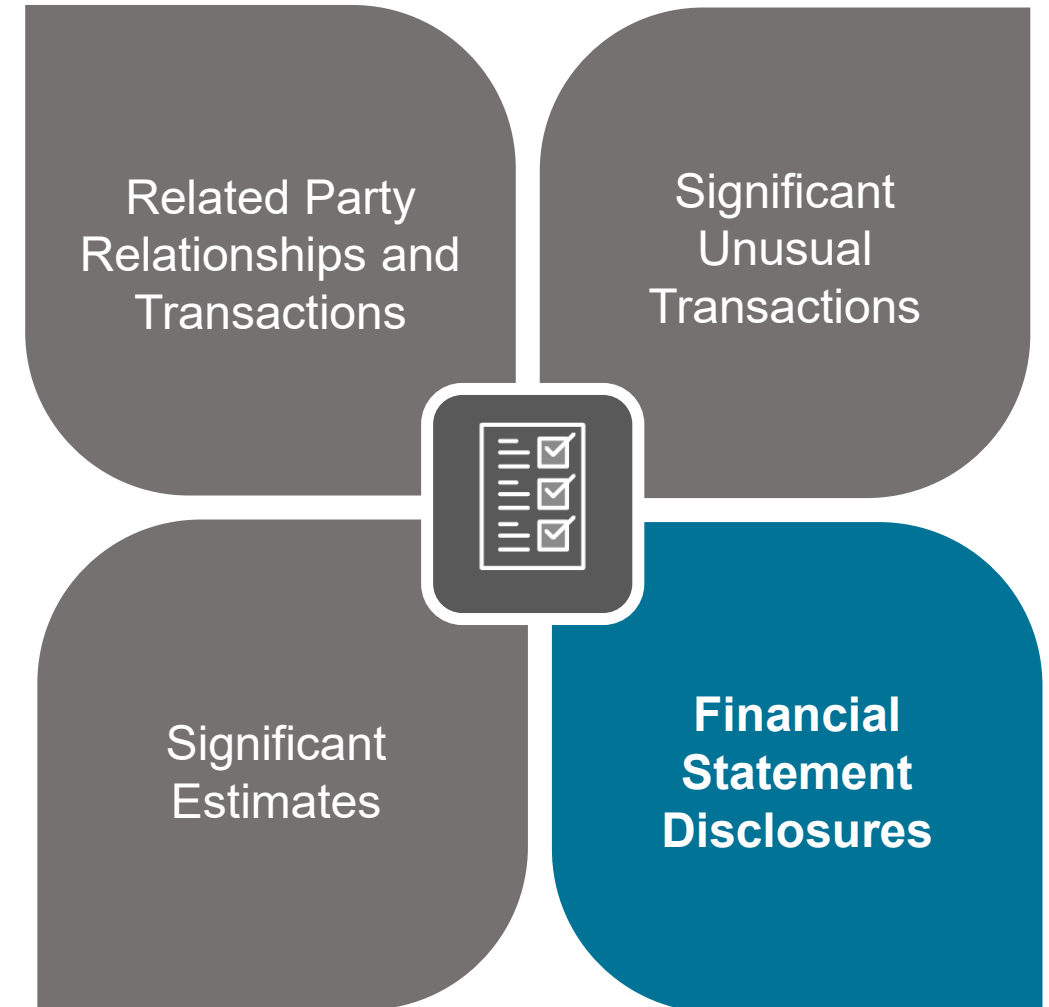 Related Party
Relationships and
Transactions
Significant
Unusual
Transactions
Significant
Estimates
Financial
Statement
Disclosures